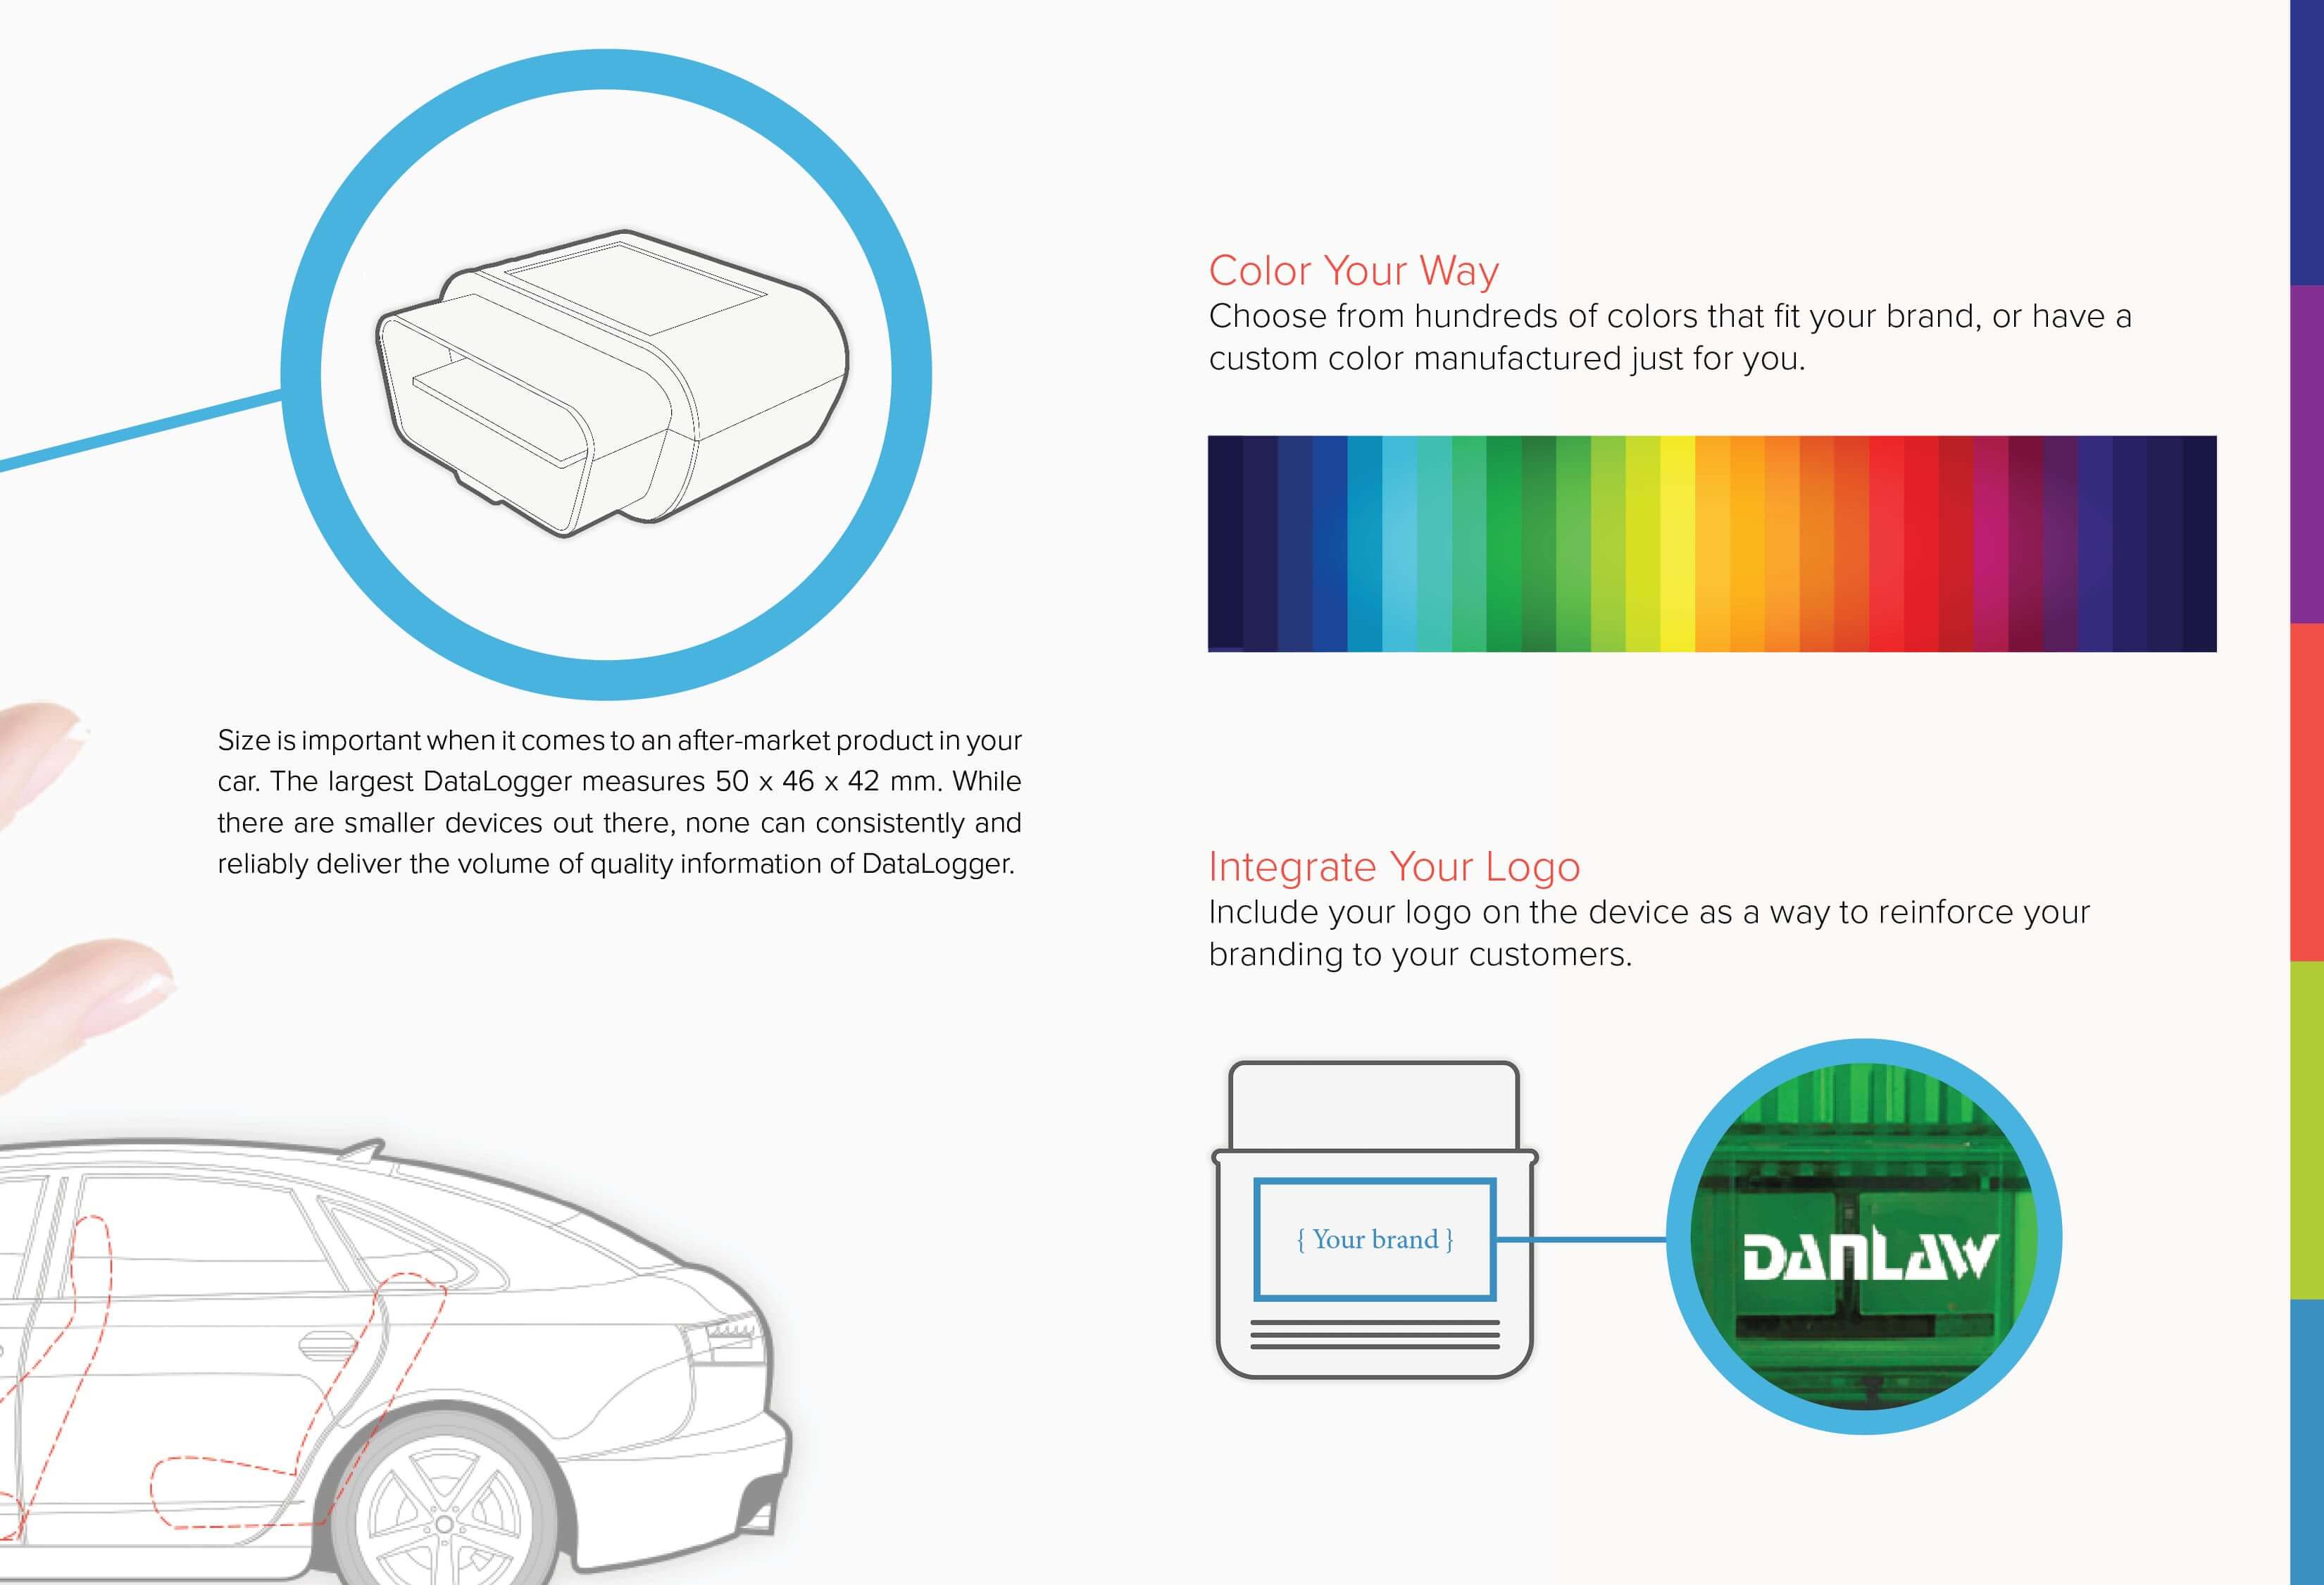 Size is important when it comes to an after-market product in your
car. The largest DataLogger measures 50 x 46 x 42 mm. While
there are smaller devices out there, none can consistently and
reliably deliver the volume of quality information of DataLogger.
Color Your Way
Choose from hundreds of colors that fit your brand, or have a
custom color manufactured just for you.
Integrate Your Logo
Include your logo on the device as a way to reinforce your
branding to your customers.
{ Your brand }
DANLAW